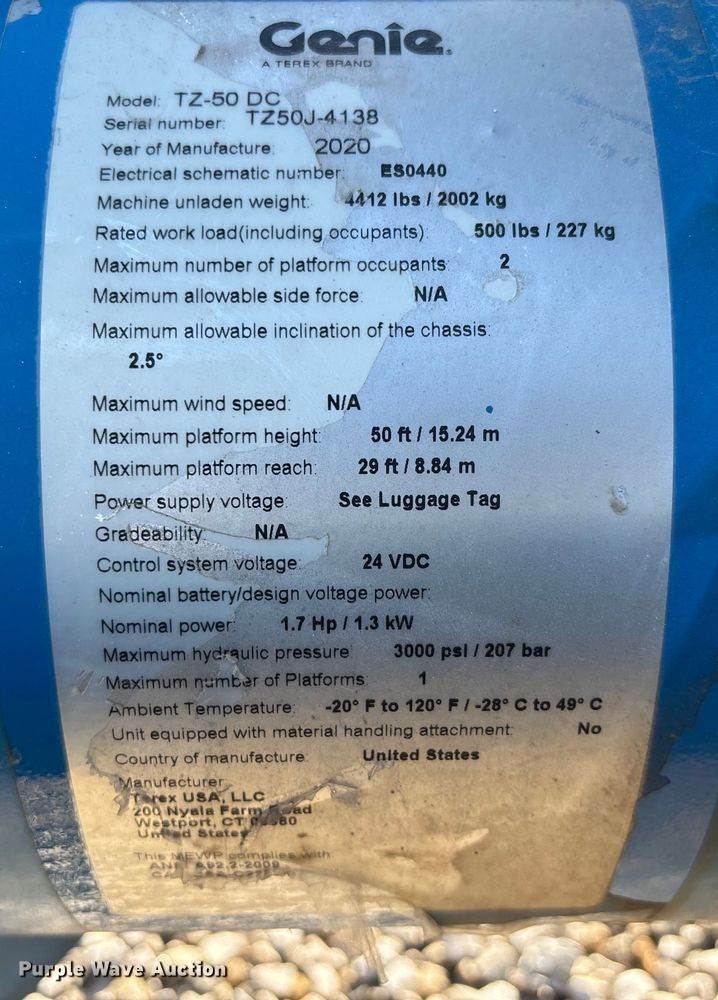 Genie
A TEREX BRAND
Model: TZ-50 DC
Serial number: TZ50J-4138
Year of Manufacture: 2020
Electrical schematic number: ES0440
Machine unladen weight: 4412 lbs / 2002 kg
Rated work load(including occupants): 500 lbs / 227 kg
Maximum number of platform occupants: 2
Maximum allowable side force: N/A
Maximum allowable inclination of the chassis:
2.5°
Maximum wind speed: N/A
Maximum platform height: 50 ft / 15.24 m
Maximum platform reach: 29 ft / 8.84 m
Power supply voltage: See Luggage Tag
Gradeability: N/A
Control system voltage: 24 VDC
Nominal battery/design voltage power:
Nominal power: 1.7 Hp / 1.3 kW
Maximum hydraulic pressure 3000 psi / 207 bar
Maximum number of Platforms: 1
Ambient Temperature: -20° F to 120° F / -28° C to 49° C
Unit equipped with material handling attachment: No
Country of manufacture: United States
Manufacturer
Terex USA, LLC
200 Nyala Farm Road
Westport, CT
United States
This MEWP complies with:
92.2-2009
Purple Wave Auction